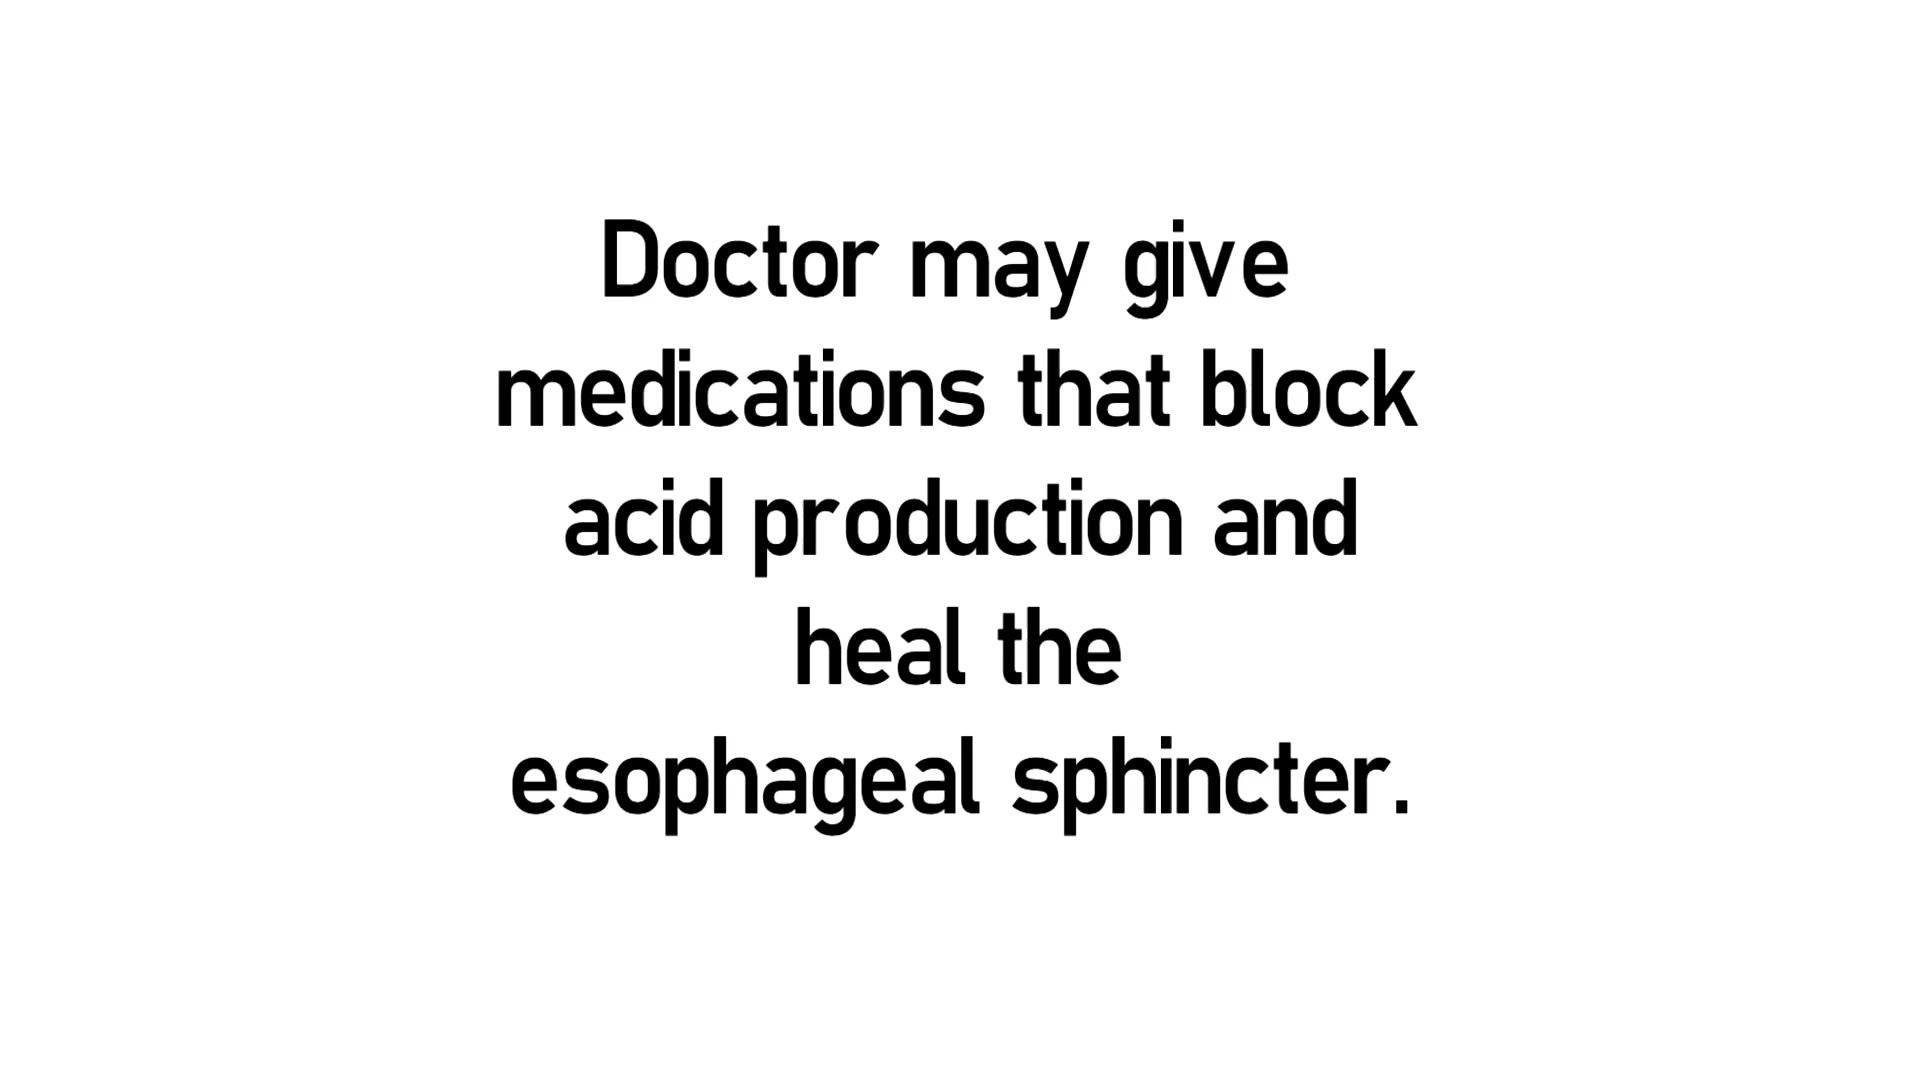 Doctor may give
medications that block
acid production and
heal the
esophageal sphincter.